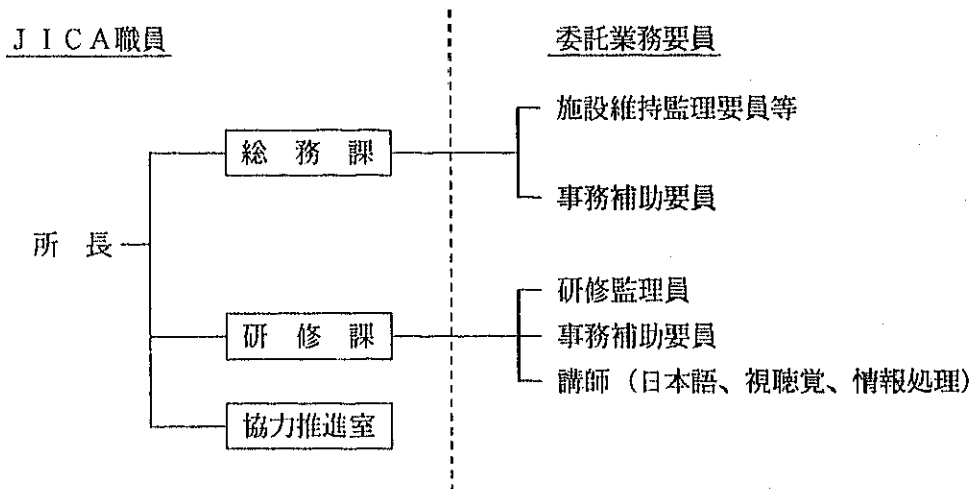 JICA職員
委託業務要員
施設維持監理要員等
総務課
事務補助要員
所長
研修監理員
研修課
事務補助要員
講師（日本語、視聴覚、情報処理）
協力推進室